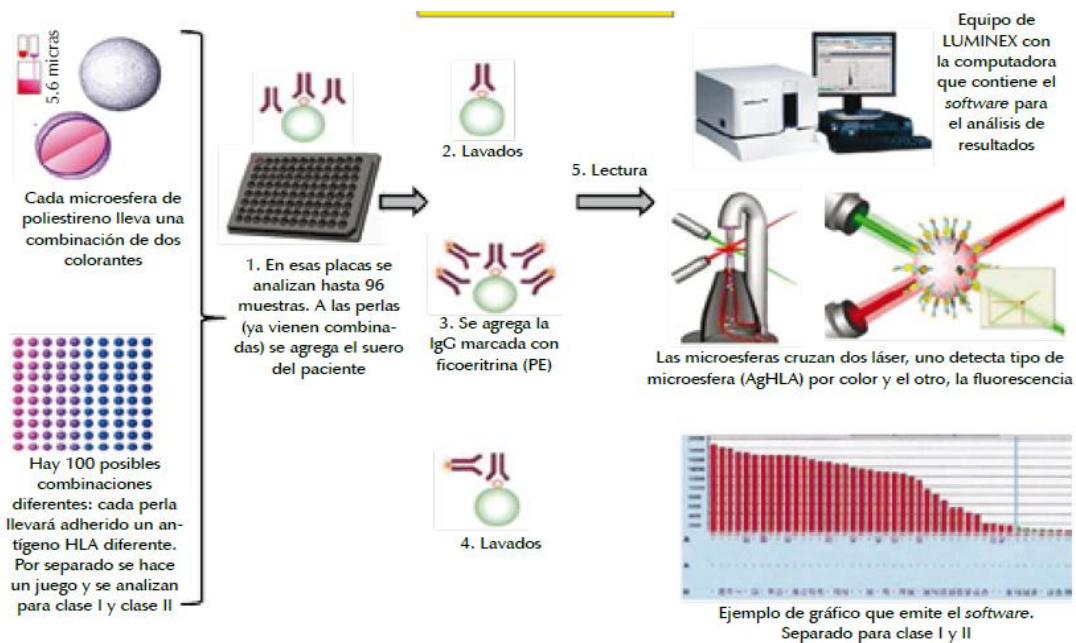 5.6 micras
Cada microesfera de
poliestireno lleva una
combinación de dos
colorantes
Hay 100 posibles
combinaciones
diferentes: cada perla
llevará adherido un an-
tígeno HLA diferente.
Por separado se hace
un juego y se analizan
para clase I y clase II
1. En esas placas se
analizan hasta 96
muestras. A las perlas
(ya vienen combina-
das) se agrega el suero
del paciente
2. Lavados
3. Se agrega la
IgG marcada con
ficoeritrina (PE)
4. Lavados
5. Lectura
Equipo de
LUMINEX con
la computadora
que contiene el
software para
el análisis de
resultados
Las microesferas cruzan dos láser, uno detecta tipo de
microesfera (AgHLA) por color y el otro, la fluorescencia
Ejemplo de gráfico que emite el software.
Separado para clase I y II